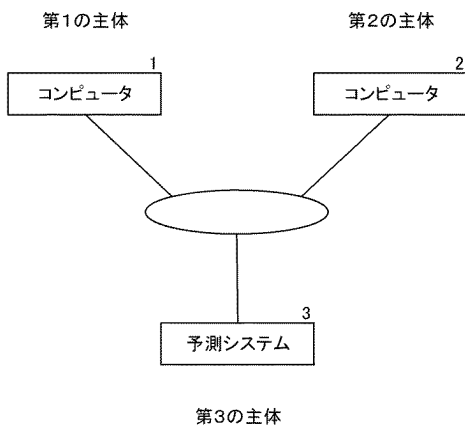 第1の主体
第2の主体
1
コンピュータ
2
コンピュータ
3
予測システム
第3の主体